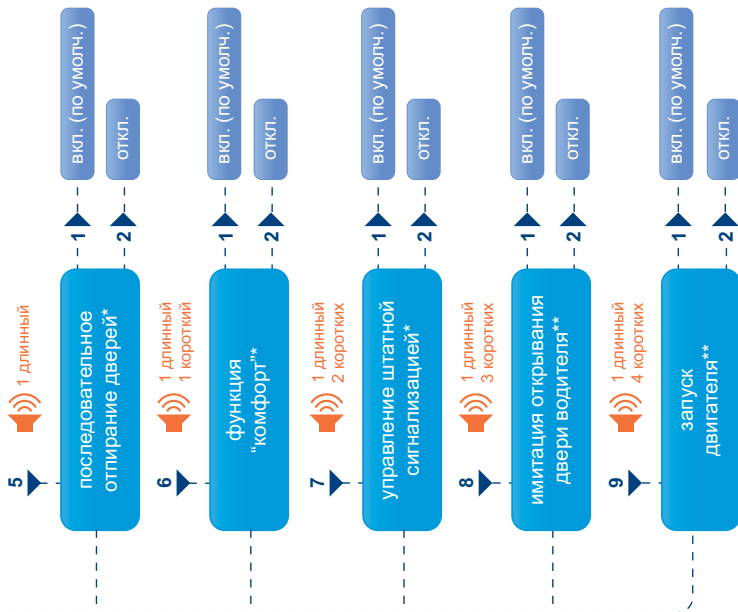 5
1 длинный
последовательное
отпирание дверей*
1
вкл. (по умолч.)
2
откл.
6
1 длинный
1 короткий
функция
“комфорт”*
1
вкл. (по умолч.)
2
откл.
7
1 длинный
2 коротких
управление штатной
сигнализацией*
1
вкл. (по умолч.)
2
откл.
8
1 длинный
3 коротких
имитация открывания
двери водителя**
1
вкл. (по умолч.)
2
откл.
9
1 длинный
4 коротких
запуск
двигателя**
1
вкл. (по умолч.)
2
откл.